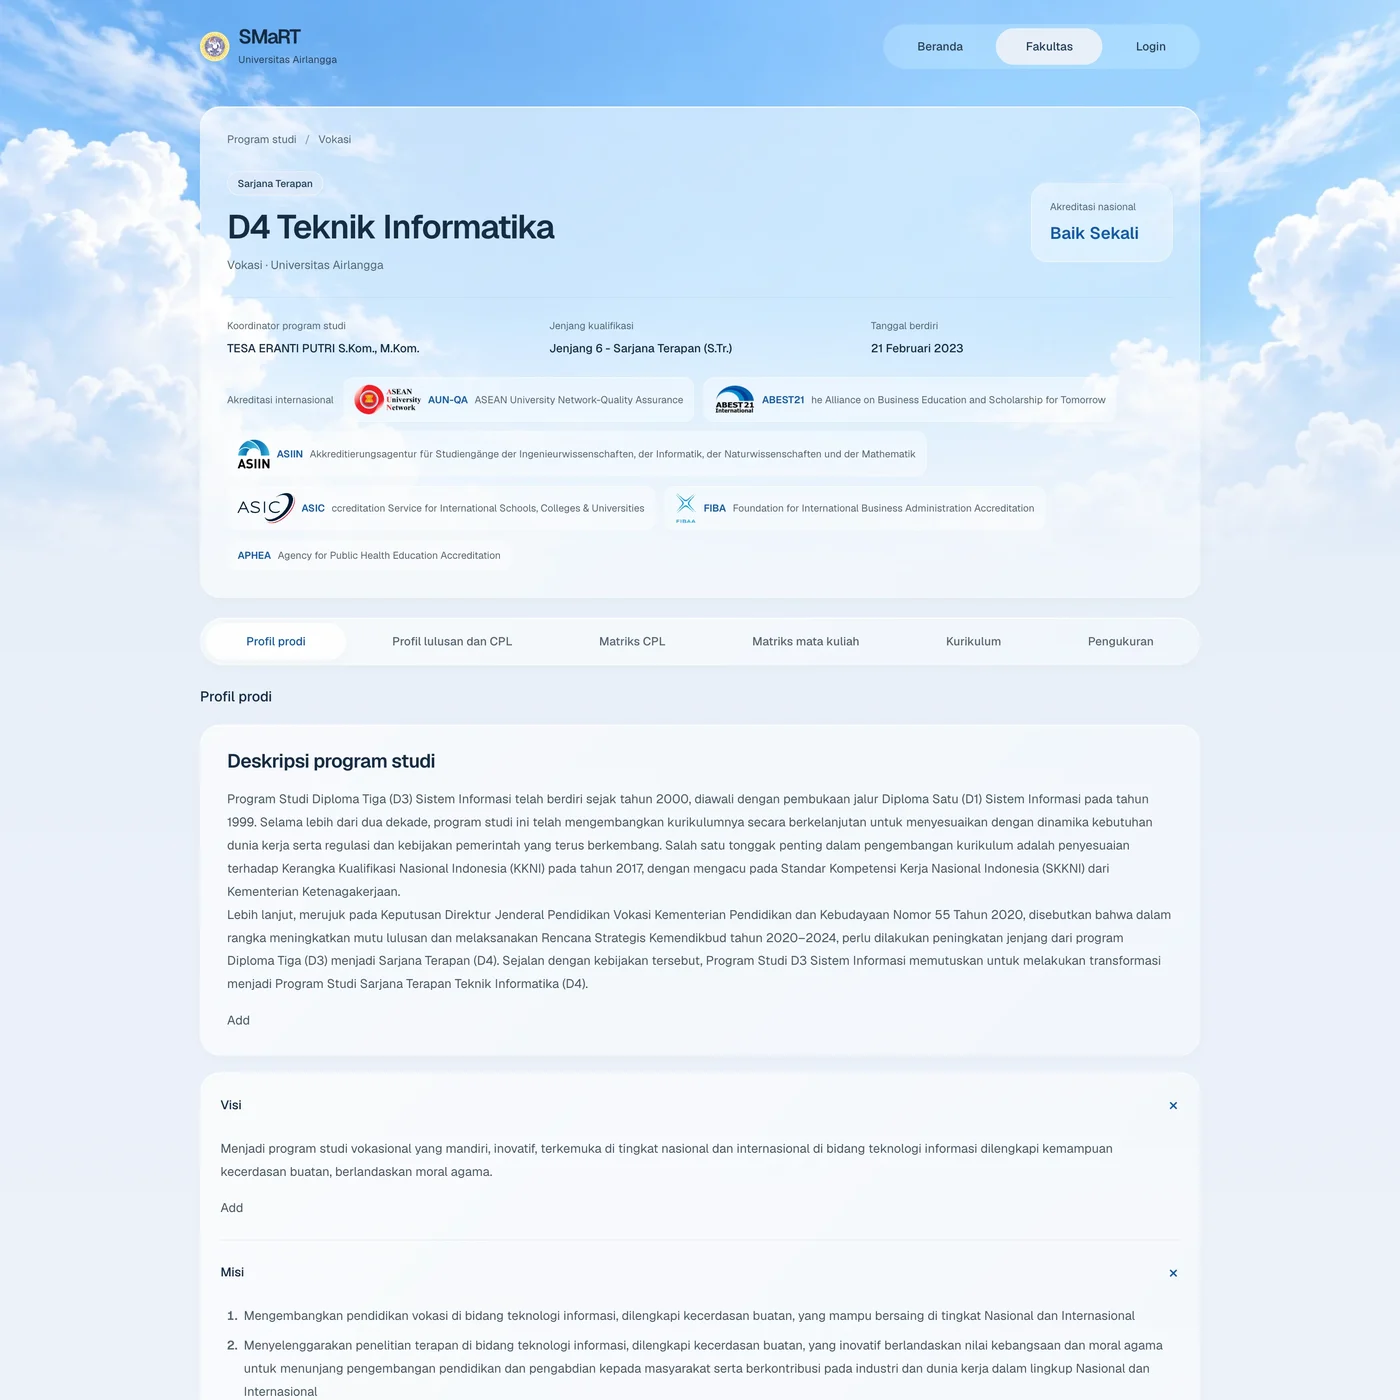 SMaRT
Universitas Airlangga
Beranda
Fakultas
Login
Program studi / Vokasi
Sarjana Terapan
D4 Teknik Informatika
Vokasi · Universitas Airlangga
Akreditasi nasional
Baik Sekali
Koordinator program studi
TESA ERANTI PUTRI S.Kom., M.Kom.
Jenjang kualifikasi
Jenjang 6 - Sarjana Terapan (S.Tr.)
Tanggal berdiri
21 Februari 2023
Akreditasi internasional
ASEAN
University
Network
AUN-QA ASEAN University Network-Quality Assurance
ABEST21
International
ABEST21 he Alliance on Business Education and Scholarship for Tomorrow
ASIIN
ASIIN Akkreditierungsagentur für Studiengänge der Ingenieurwissenschaften, der Informatik, der Naturwissenschaften und der Mathematik
ASIC
ASIC ccreditation Service for International Schools, Colleges & Universities
FIBAA
FIBA Foundation for International Business Administration Accreditation
APHEA Agency for Public Health Education Accreditation
Profil prodi
Profil lulusan dan CPL
Matriks CPL
Matriks mata kuliah
Kurikulum
Pengukuran
Profil prodi
Deskripsi program studi
Program Studi Diploma Tiga (D3) Sistem Informasi telah berdiri sejak tahun 2000, diawali dengan pembukaan jalur Diploma Satu (D1) Sistem Informasi pada tahun
1999. Selama lebih dari dua dekade, program studi ini telah mengembangkan kurikulumnya secara berkelanjutan untuk menyesuaikan dengan dinamika kebutuhan
dunia kerja serta regulasi dan kebijakan pemerintah yang terus berkembang. Salah satu tonggak penting dalam pengembangan kurikulum adalah penyesuaian
terhadap Kerangka Kualifikasi Nasional Indonesia (KKNI) pada tahun 2017, dengan mengacu pada Standar Kompetensi Kerja Nasional Indonesia (SKKNI) dari
Kementerian Ketenagakerjaan.
Lebih lanjut, merujuk pada Keputusan Direktur Jenderal Pendidikan Vokasi Kementerian Pendidikan dan Kebudayaan Nomor 55 Tahun 2020, disebutkan bahwa dalam
rangka meningkatkan mutu lulusan dan melaksanakan Rencana Strategis Kemendikbud tahun 2020–2024, perlu dilakukan peningkatan jenjang dari program
Diploma Tiga (D3) menjadi Sarjana Terapan (D4). Sejalan dengan kebijakan tersebut, Program Studi D3 Sistem Informasi memutuskan untuk melakukan transformasi
menjadi Program Studi Sarjana Terapan Teknik Informatika (D4).
Add
Visi
Menjadi program studi vokasional yang mandiri, inovatif, terkemuka di tingkat nasional dan internasional di bidang teknologi informasi dilengkapi kemampuan
kecerdasan buatan, berlandaskan moral agama.
Add
Misi
1. Mengembangkan pendidikan vokasi di bidang teknologi informasi, dilengkapi kecerdasan buatan, yang mampu bersaing di tingkat Nasional dan Internasional
2. Menyelenggarakan penelitian terapan di bidang teknologi informasi, dilengkapi kecerdasan buatan, yang inovatif berlandaskan nilai kebangsaan dan moral agama
untuk menunjang pengembangan pendidikan dan pengabdian kepada masyarakat serta berkontribusi pada industri dan dunia kerja dalam lingkup Nasional dan
Internasional